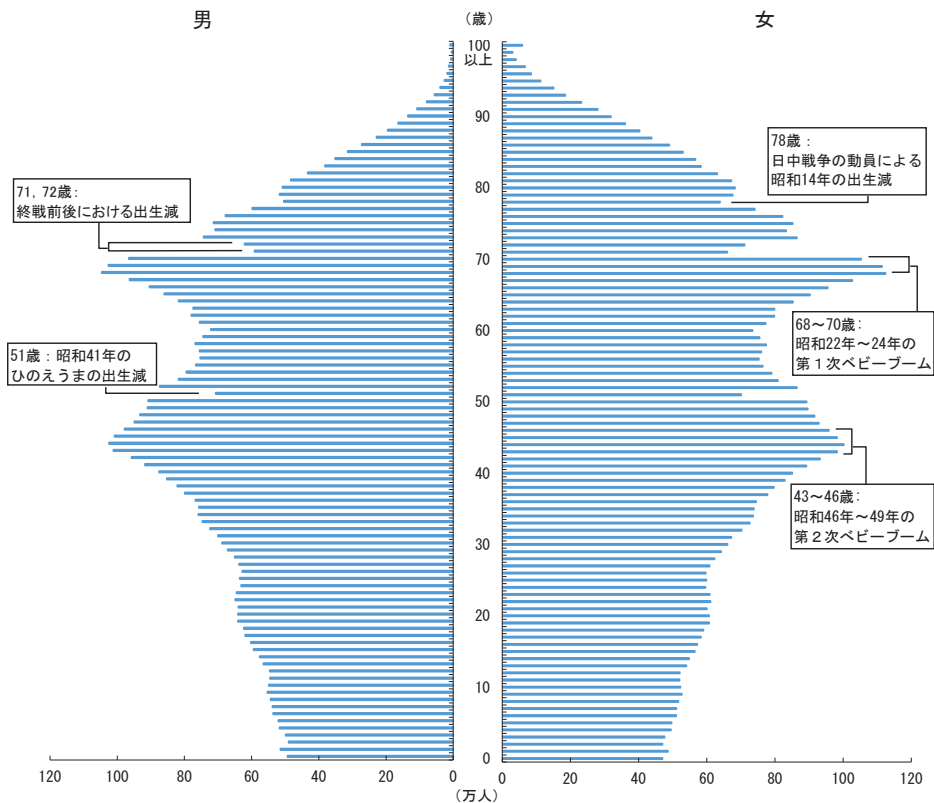 男
(歳)
女
100
以上
90
80
70
60
50
40
30
20
10
0
78歳：
日中戦争の動員による
昭和14年の出生減
71, 72歳：
終戦前後における出生減
68～70歳：
昭和22年～24年の
第１次ベビーブーム
51歳：昭和41年の
ひのえうまの出生減
43～46歳：
昭和46年～49年の
第２次ベビーブーム
120 100 80 60 40 20 0
0 20 40 60 80 100 120
(万人)